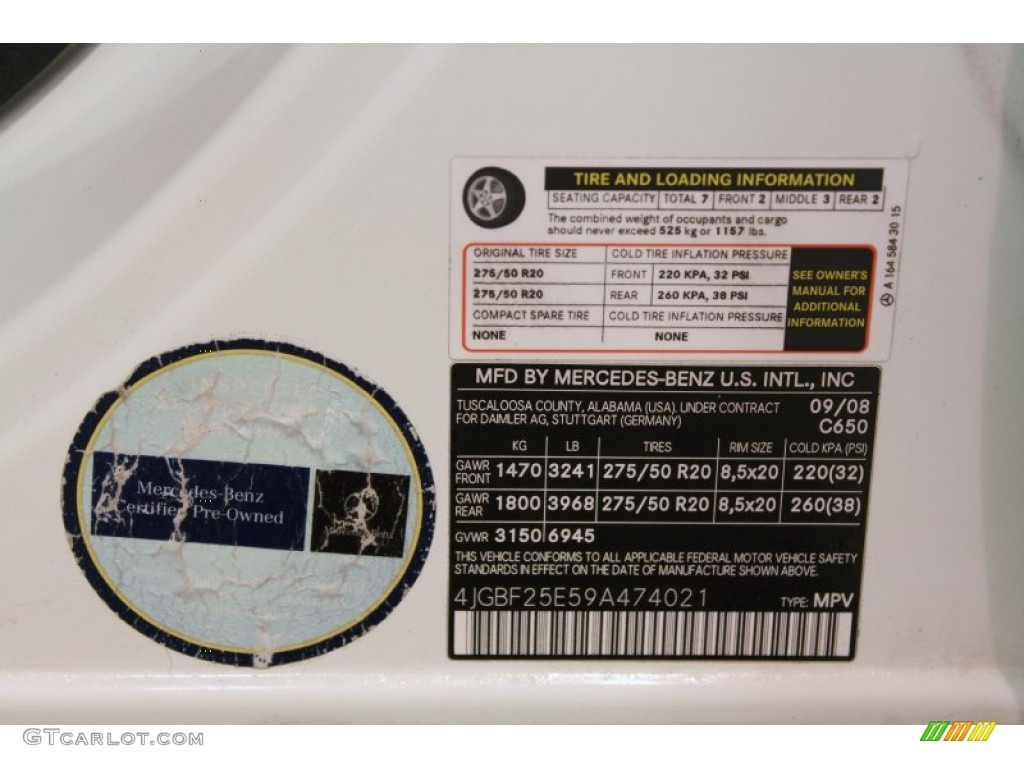 TIRE AND LOADING INFORMATION
SEATING CAPACITY TOTAL 7 FRONT 2 MIDDLE 3 REAR 2
The combined weight of occupants and cargo
should never exceed 525 kg or 1157 lbs.
ORIGINAL TIRE SIZE COLD TIRE INFLATION PRESSURE
275/50 R20 FRONT 220 KPA, 32 PSI
275/50 R20 REAR 260 KPA, 38 PSI
COMPACT SPARE TIRE COLD TIRE INFLATION PRESSURE
NONE NONE
SEE OWNER'S
MANUAL FOR
ADDITIONAL
INFORMATION
A 164 584 30 15
MFD BY MERCEDES-BENZ U.S. INTL., INC
TUSCALOOSA COUNTY, ALABAMA (USA), UNDER CONTRACT
FOR DAIMLER AG, STUTTGART (GERMANY)
09/08
C650
KG LB TIRES RIM SIZE COLD KPA (PSI)
GAWR FRONT 1470 3241 275/50 R20 8,5x20 220(32)
GAWR REAR 1800 3968 275/50 R20 8,5x20 260(38)
GVWR 3150 6945
THIS VEHICLE CONFORMS TO ALL APPLICABLE FEDERAL MOTOR VEHICLE SAFETY
STANDARDS IN EFFECT ON THE DATE OF MANUFACTURE SHOWN ABOVE.
4JGBF25E59A474021 TYPE: MPV
Mercedes-Benz
Certified Pre-Owned
Mercedes-Benz
GTCARLOT.COM